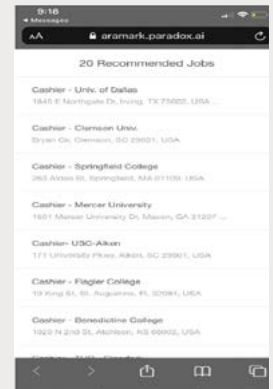 9:18
Messages
AA aramark.paradox.ai
20 Recommended Jobs
Cashier - Univ. of Dallas
1845 E Northgate Dr, Irving, TX 75062, USA ...
Cashier - Clemson Univ.
Bryan Cir, Clemson, SC 29631, USA
Cashier - Springfield College
263 Alden St, Springfield, MA 01109, USA
Cashier - Mercer University
1501 Mercer University Dr, Macon, GA 31207 ...
Cashier- USC-Aiken
171 University Pkwy, Aiken, SC 29801, USA
Cashier - Flagler College
19 King St, St. Augustine, FL 32084, USA
Cashier - Benedictine College
1020 N 2nd St, Atchison, KS 66002, USA